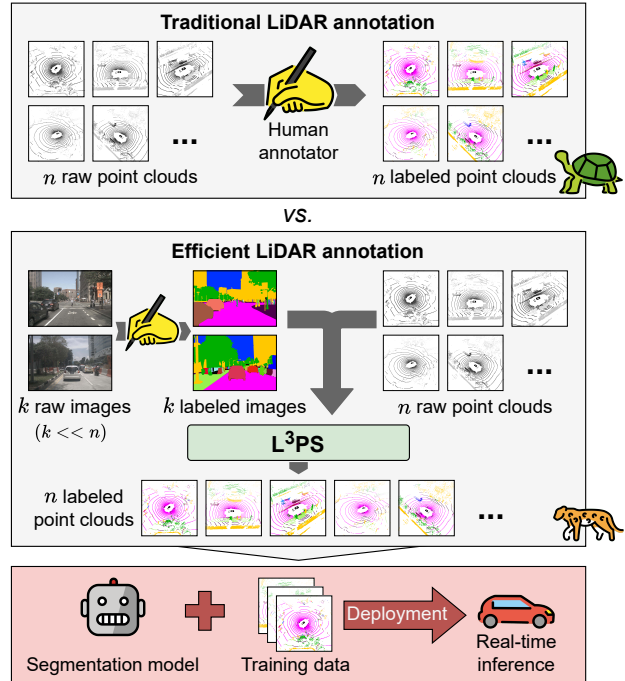 Traditional LiDAR annotation
Human
annotator
...
...
n raw point clouds
n labeled point clouds
vs.
Efficient LiDAR annotation
...
k raw images
(k << n)
k labeled images
n raw point clouds
L³PS
n labeled
point clouds
...
Deployment
Segmentation model
Training data
Real-time
inference